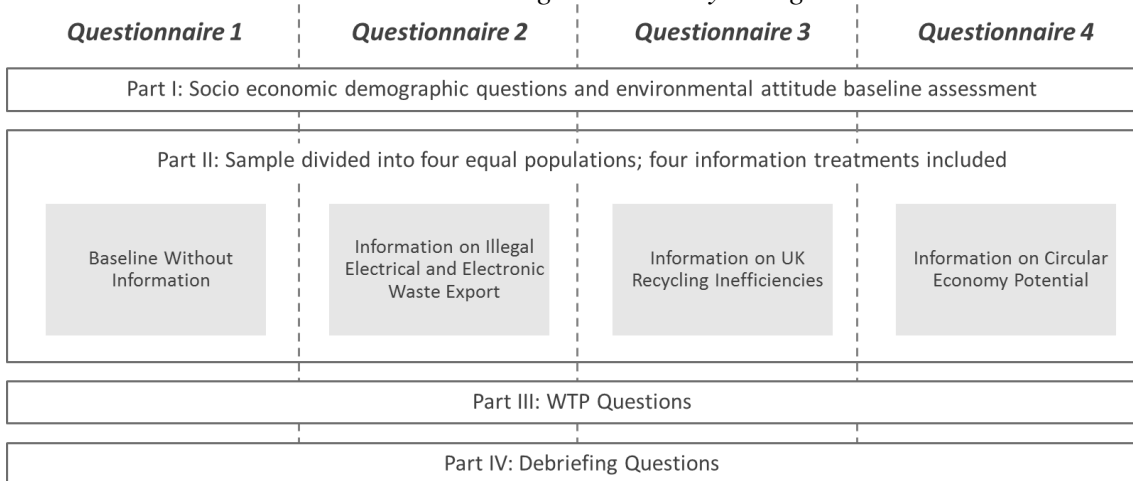 Questionnaire 1
Questionnaire 2
Questionnaire 3
Questionnaire 4
Part I: Socio economic demographic questions and environmental attitude baseline assessment
Part II: Sample divided into four equal populations; four information treatments included
Baseline Without
Information
Information on Illegal
Electrical and Electronic
Waste Export
Information on UK
Recycling Inefficiencies
Information on Circular
Economy Potential
Part III: WTP Questions
Part IV: Debriefing Questions